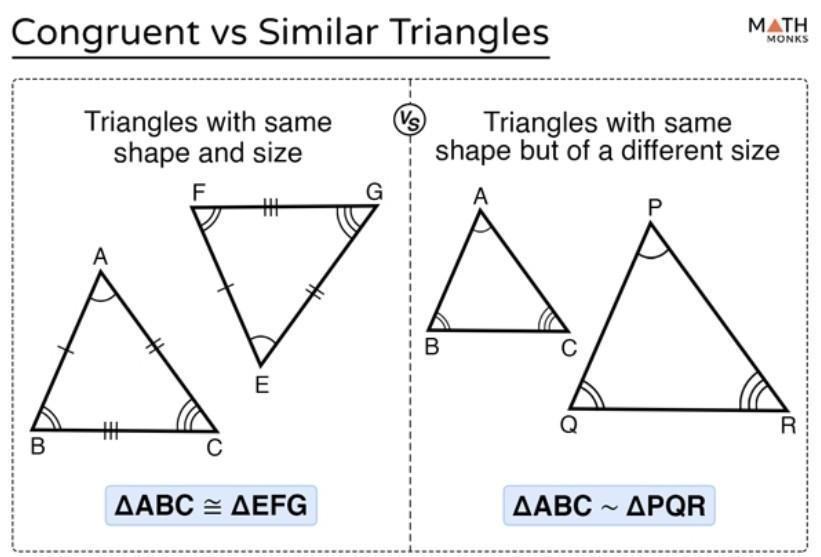 Congruent vs Similar Triangles
MATH
MONKS
Triangles with same
shape and size
VS
Triangles with same
shape but of a different size
F
G
A
E
B
C
A
P
B
C
Q
R
ΔABC ≅ ΔEFG
ΔABC ~ ΔPQR